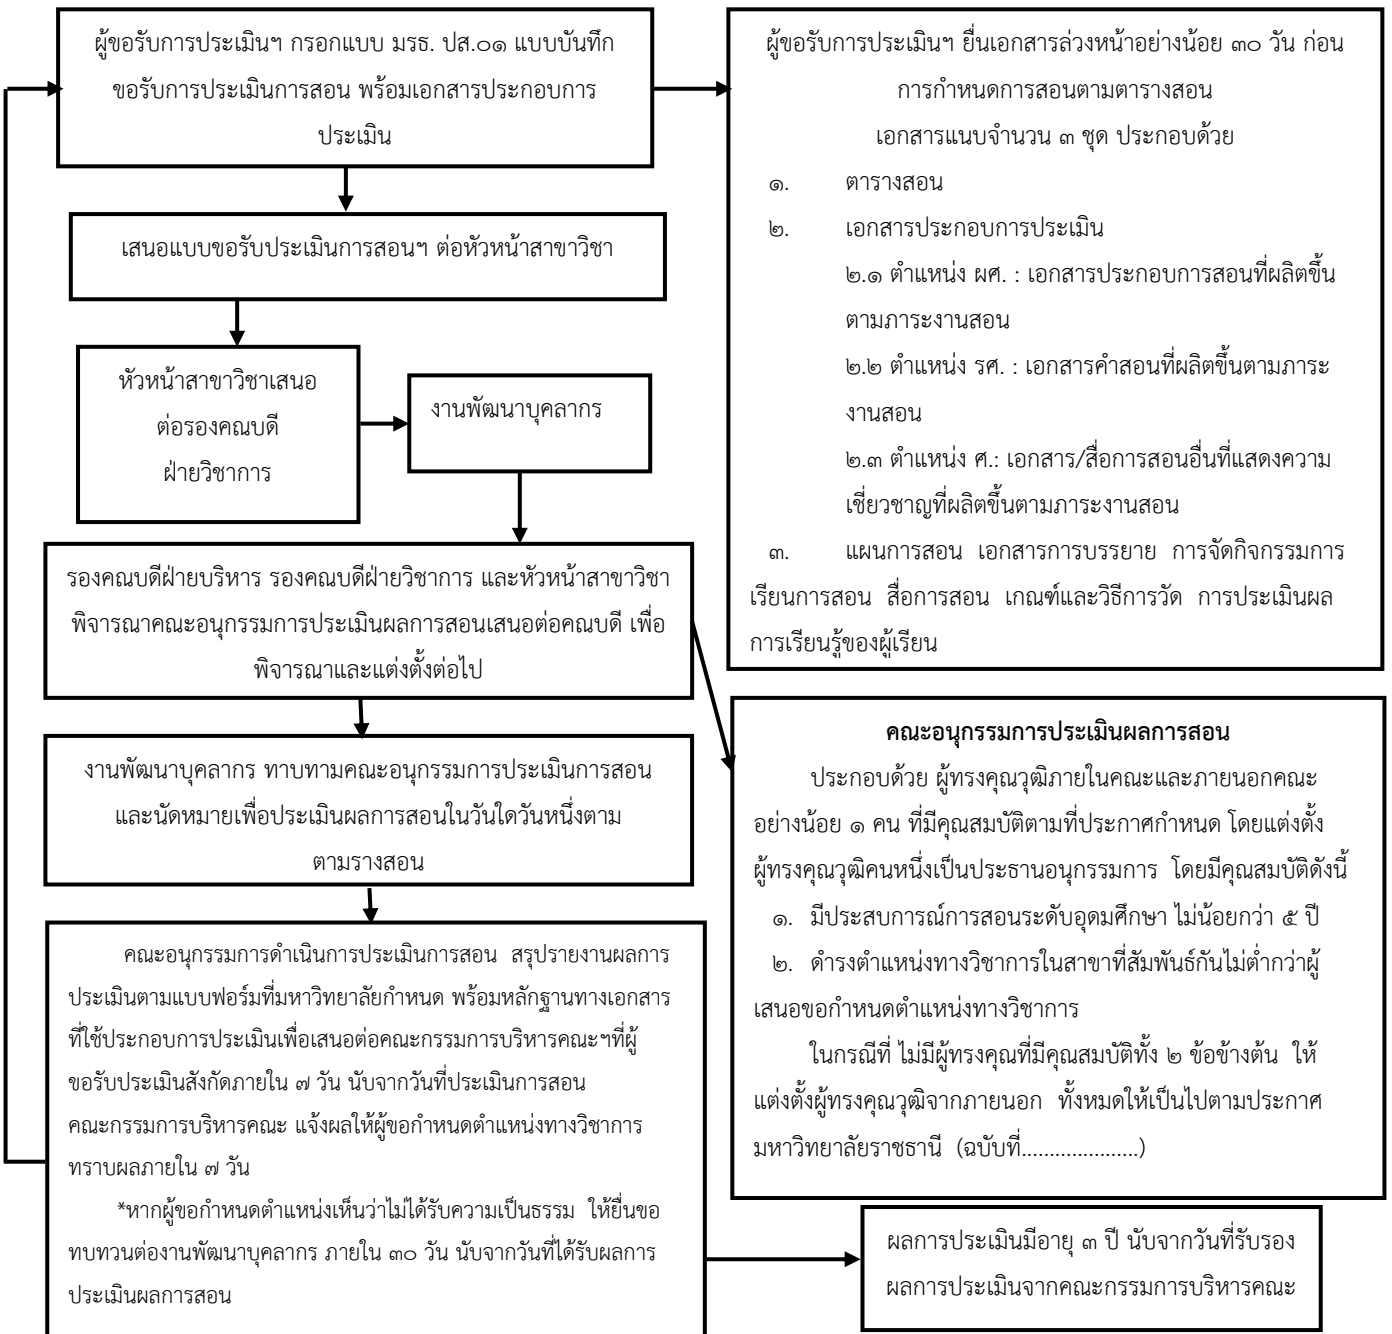 ผู้ขอรับการประเมินฯ กรอกแบบ มรธ. ปส.๐๑ แบบบันทึก
ขอรับการประเมินการสอน พร้อมเอกสารประกอบการ
ประเมิน
เสนอแบบขอรับประเมินการสอนฯ ต่อหัวหน้าสาขาวิชา
หัวหน้าสาขาวิชาเสนอ
ต่อรองคณบดี
ฝ่ายวิชาการ
งานพัฒนาบุคลากร
รองคณบดีฝ่ายบริหาร รองคณบดีฝ่ายวิชาการ และหัวหน้าสาขาวิชา
พิจารณาคณะอนุกรรมการประเมินผลการสอนเสนอต่อคณบดี เพื่อ
พิจารณาและแต่งตั้งต่อไป
งานพัฒนาบุคลากร ทาบทามคณะอนุกรรมการประเมินการสอน
และนัดหมายเพื่อประเมินผลการสอนในวันใดวันหนึ่งตาม
ตามรางสอน
คณะอนุกรรมการดำเนินการประเมินการสอน สรุปรายงานผลการ
ประเมินตามแบบฟอร์มที่มหาวิทยาลัยกำหนด พร้อมหลักฐานทางเอกสาร
ที่ใช้ประกอบการประเมินเพื่อเสนอต่อคณะกรรมการบริหารคณะฯที่ผู้
ขอรับประเมินสังกัดภายใน ๗ วัน นับจากวันที่ประเมินการสอน
คณะกรรมการบริหารคณะ แจ้งผลให้ผู้ขอกำหนดตำแหน่งทางวิชาการ
ทราบผลภายใน ๗ วัน
*หากผู้ขอกำหนดตำแหน่งเห็นว่าไม่ได้รับความเป็นธรรม ให้ยื่นขอ
ทบทวนต่องานพัฒนาบุคลากร ภายใน ๓๐ วัน นับจากวันที่ได้รับผลการ
ประเมินผลการสอน
ผู้ขอรับการประเมินฯ ยื่นเอกสารล่วงหน้าอย่างน้อย ๓๐ วัน ก่อน
การกำหนดการสอนตามตารางสอน
เอกสารแนบจำนวน ๓ ชุด ประกอบด้วย
๑. ตารางสอน
๒. เอกสารประกอบการประเมิน
๒.๑ ตำแหน่ง ผศ. : เอกสารประกอบการสอนที่ผลิตขึ้น
ตามภาระงานสอน
๒.๒ ตำแหน่ง รศ. : เอกสารคำสอนที่ผลิตขึ้นตามภาระ
งานสอน
๒.๓ ตำแหน่ง ศ.: เอกสาร/สื่อการสอนอื่นที่แสดงความ
เชี่ยวชาญที่ผลิตขึ้นตามภาระงานสอน
๓. แผนการสอน เอกสารการบรรยาย การจัดกิจกรรมการ
เรียนการสอน สื่อการสอน เกณฑ์และวิธีการวัด การประเมินผล
การเรียนรู้ของผู้เรียน
คณะอนุกรรมการประเมินผลการสอน
ประกอบด้วย ผู้ทรงคุณวุฒิภายในคณะและภายนอกคณะ
อย่างน้อย ๑ คน ที่มีคุณสมบัติตามที่ประกาศกำหนด โดยแต่งตั้ง
ผู้ทรงคุณวุฒิคนหนึ่งเป็นประธานอนุกรรมการ โดยมีคุณสมบัติดังนี้
๑. มีประสบการณ์การสอนระดับอุดมศึกษา ไม่น้อยกว่า ๕ ปี
๒. ดำรงตำแหน่งทางวิชาการในสาขาที่สัมพันธ์กันไม่ต่ำกว่าผู้
เสนอขอกำหนดตำแหน่งทางวิชาการ
ในกรณีที่ ไม่มีผู้ทรงคุณที่มีคุณสมบัติทั้ง ๒ ข้อข้างต้น ให้
แต่งตั้งผู้ทรงคุณวุฒิจากภายนอก ทั้งหมดให้เป็นไปตามประกาศ
มหาวิทยาลัยราชธานี (ฉบับที่.....................)
ผลการประเมินมีอายุ ๓ ปี นับจากวันที่รับรอง
ผลการประเมินจากคณะกรรมการบริหารคณะ